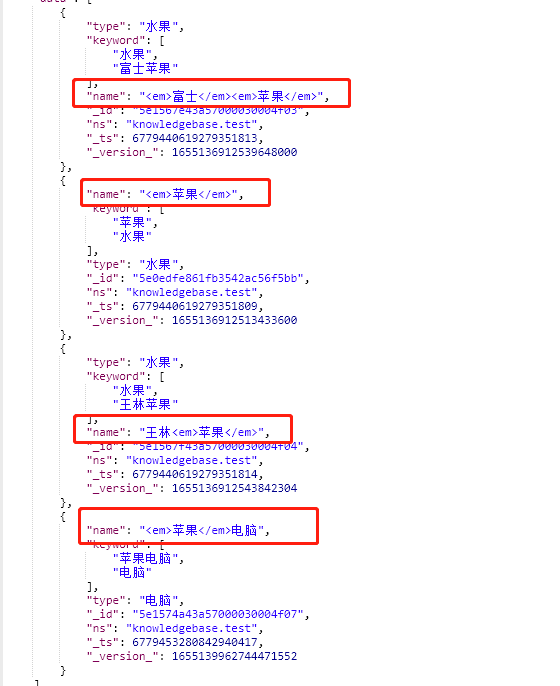 {
"type": "水果",
"keyword": [
"水果",
"富士苹果"
],
"name": "<em>富士</em><em>苹果</em>",
"_id": "5e1567e43a57000030004f03",
"ns": "knowledgebase.test",
"_ts": 6779440619279351813,
"_version_": 1655136912539648000
},
{
"name": "<em>苹果</em>",
"keyword": [
"苹果",
"水果"
],
"type": "水果",
"_id": "5e0edfe861fb3542ac56f5bb",
"ns": "knowledgebase.test",
"_ts": 6779440619279351809,
"_version_": 1655136912513433600
},
{
"type": "水果",
"keyword": [
"水果",
"王林苹果"
],
"name": "王林<em>苹果</em>",
"_id": "5e1567f43a57000030004f04",
"ns": "knowledgebase.test",
"_ts": 6779440619279351814,
"_version_": 1655136912543842304
},
{
"name": "<em>苹果</em>电脑",
"keyword": [
"苹果电脑",
"电脑"
],
"type": "电脑",
"_id": "5e1574a43a57000030004f07",
"ns": "knowledgebase.test",
"_ts": 6779453280842940417,
"_version_": 1655139962744471552
}